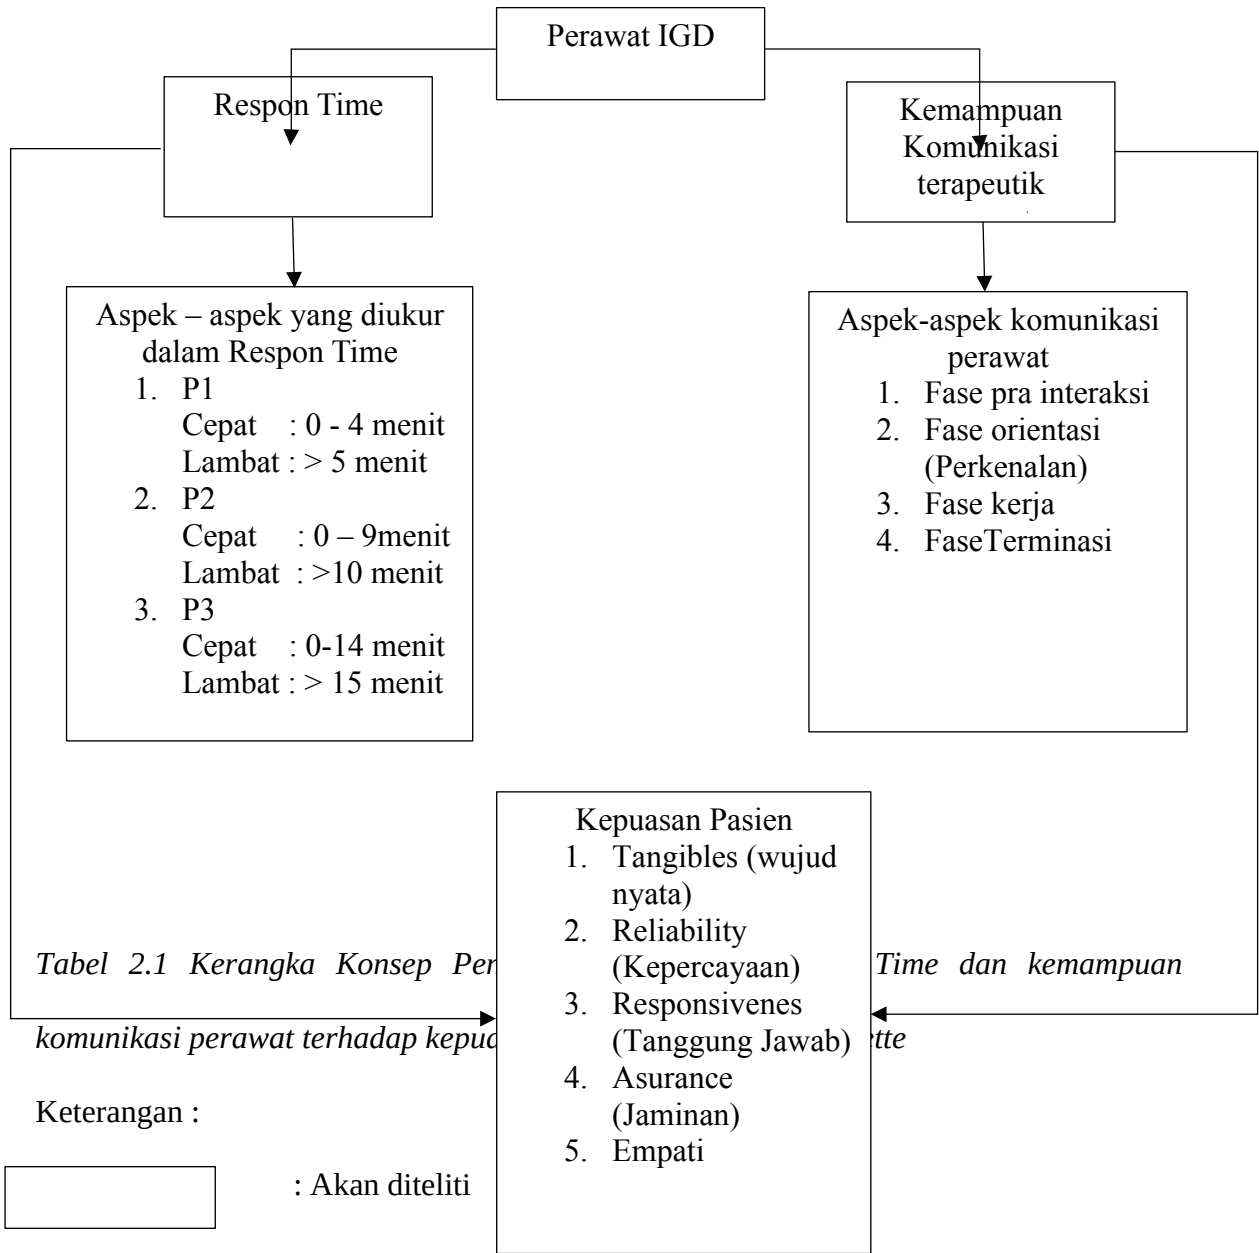 Perawat IGD
Respon Time
Kemampuan
Komunikasi
terapeutik
Aspek – aspek yang diukur
dalam Respon Time
1. P1
Cepat : 0 - 4 menit
Lambat : > 5 menit
2. P2
Cepat : 0 – 9menit
Lambat : >10 menit
3. P3
Cepat : 0-14 menit
Lambat : > 15 menit
Aspek-aspek komunikasi
perawat
1. Fase pra interaksi
2. Fase orientasi
(Perkenalan)
3. Fase kerja
4. FaseTerminasi
Kepuasan Pasien
1. Tangibles (wujud
nyata)
2. Reliability
(Kepercayaan)
3. Responsivenes
(Tanggung Jawab)
4. Asurance
(Jaminan)
5. Empati
Tabel 2.1 Kerangka Konsep Time dan kemampuan
komunikasi perawat terhadap
Keterangan :
: Akan diteliti